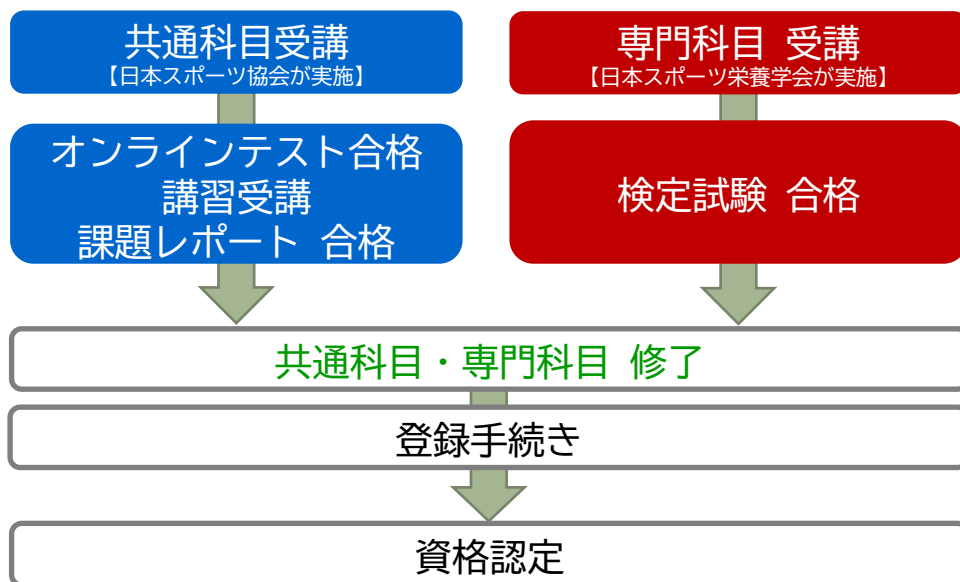 共通科目受講
【日本スポーツ協会が実施】
オンラインテスト合格
講習受講
課題レポート 合格
専門科目 受講
【日本スポーツ栄養学会が実施】
検定試験 合格
共通科目・専門科目 修了
登録手続き
資格認定